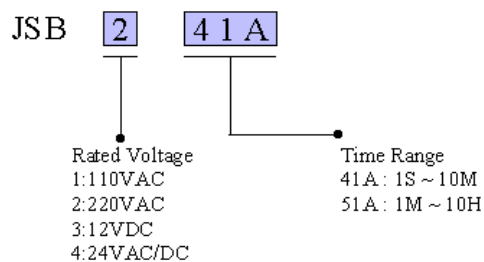 JSB 2 41A
Rated Voltage
1:110VAC
2:220VAC
3:12VDC
4:24VAC/DC
Time Range
41A : 1S ~ 10M
51A : 1M ~ 10H